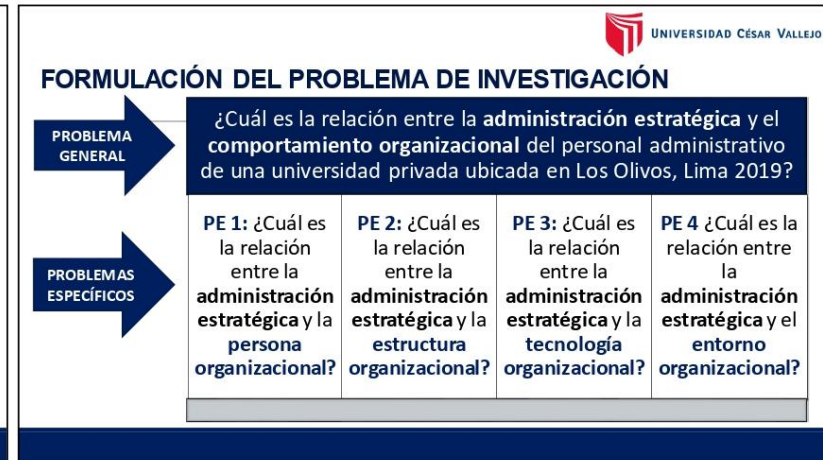 UNIVERSIDAD CÉSAR VALLEJO
FORMULACIÓN DEL PROBLEMA DE INVESTIGACIÓN
PROBLEMA
GENERAL
¿Cuál es la relación entre la administración estratégica y el
comportamiento organizacional del personal administrativo
de una universidad privada ubicada en Los Olivos, Lima 2019?
PROBLEMAS
ESPECÍFICOS
PE 1: ¿Cuál es
la relación
entre la
administración
estratégica y la
persona
organizacional?
PE 2: ¿Cuál es
la relación
entre la
administración
estratégica y la
estructura
organizacional?
PE 3: ¿Cuál es
la relación
entre la
administración
estratégica y la
tecnología
organizacional?
PE 4 ¿Cuál es la
relación entre
la
administración
estratégica y el
entorno
organizacional?